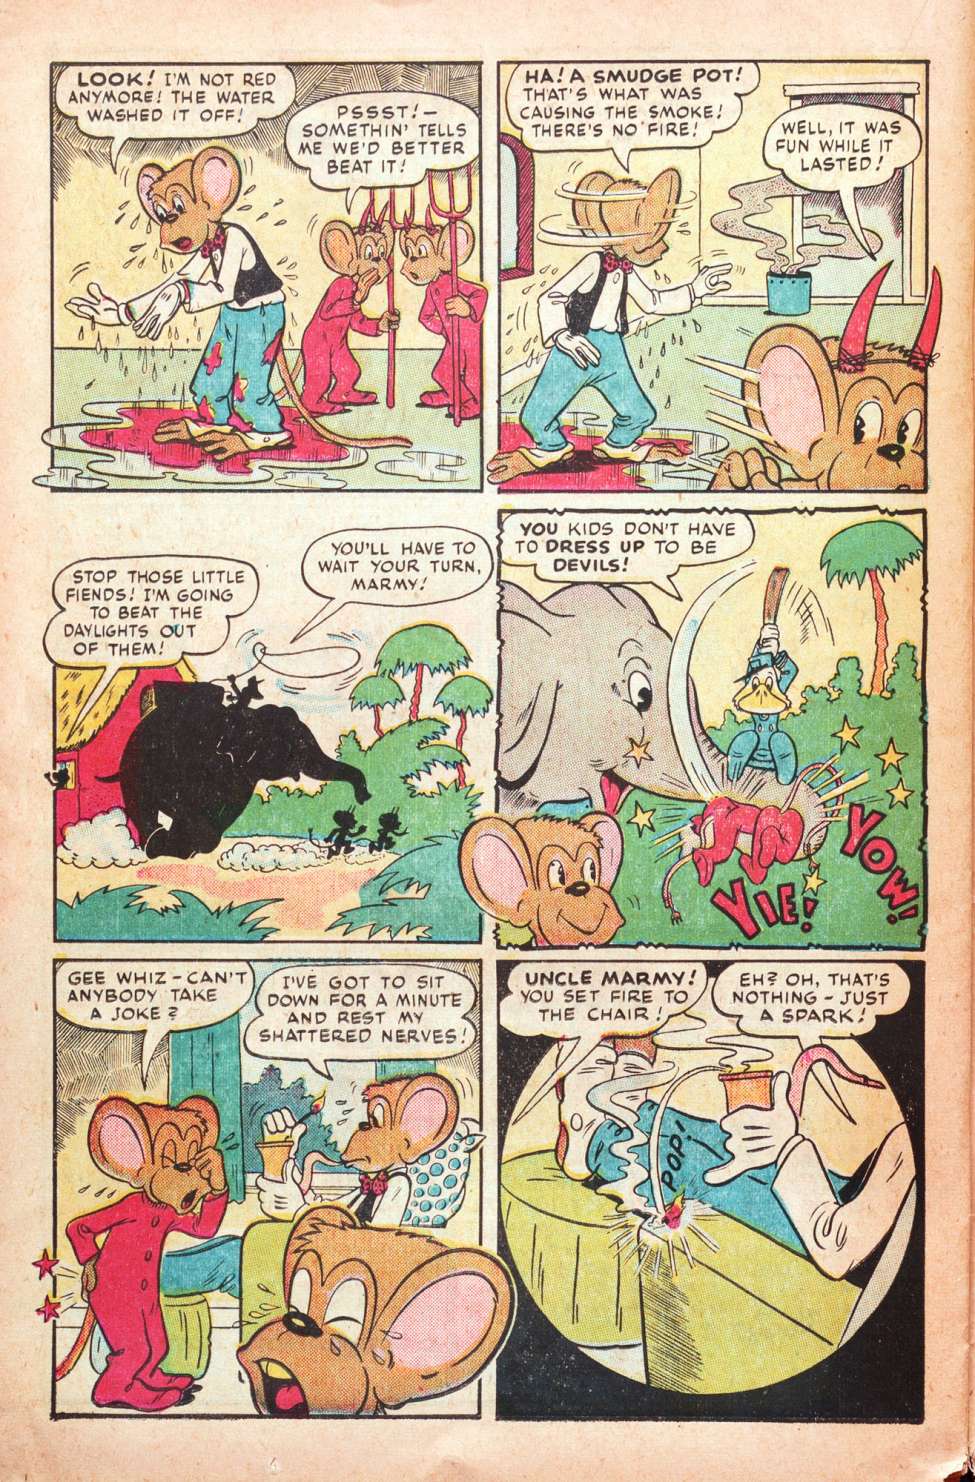 LOOK! I'M NOT RED
ANYMORE! THE WATER
WASHED IT OFF!
PSSST!-
SOMETHIN' TELLS
ME WE'D BETTER
BEAT IT!
HA! A SMUDGE POT!
THAT'S WHAT WAS
CAUSING THE SMOKE!
THERE'S NO FIRE!
WELL, IT WAS
FUN WHILE IT
LASTED!
STOP THOSE LITTLE
FIENDS! I'M GOING
TO BEAT THE
DAYLIGHTS OUT
OF THEM!
YOU'LL HAVE TO
WAIT YOUR TURN,
MARMY!
YOU KIDS DON'T HAVE
TO DRESS UP TO BE
DEVILS!
YIE!
YOW!
GEE WHIZ - CAN'T
ANYBODY TAKE
A JOKE?
I'VE GOT TO SIT
DOWN FOR A MINUTE
AND REST MY
SHATTERED NERVES!
UNCLE MARMY!
YOU SET FIRE TO
THE CHAIR!
EH? OH, THAT'S
NOTHING - JUST
A SPARK!
POP!